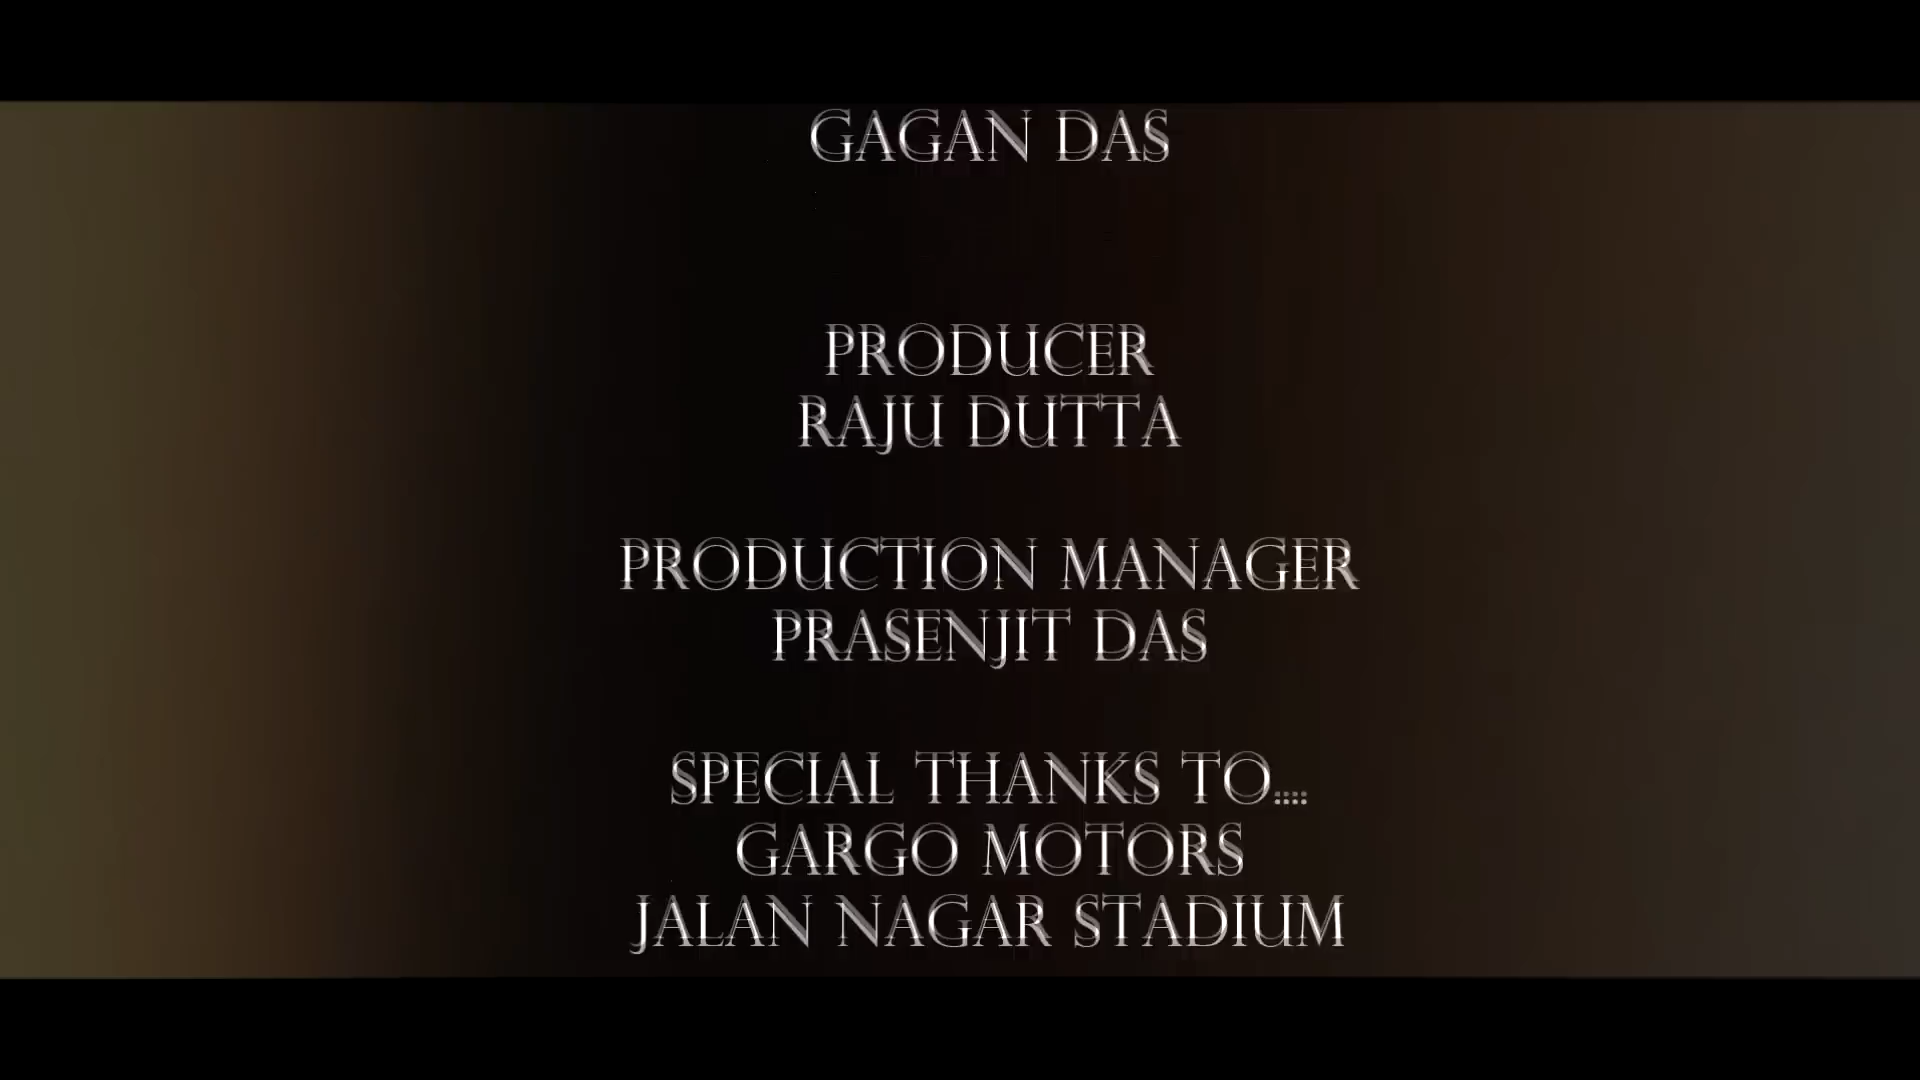 GAGAN DAS
PRODUCER
RAJU DUTTA
PRODUCTION MANAGER
PRASENJIT DAS
SPECIAL THANKS TO....
GARGO MOTORS
JALAN NAGAR STADIUM